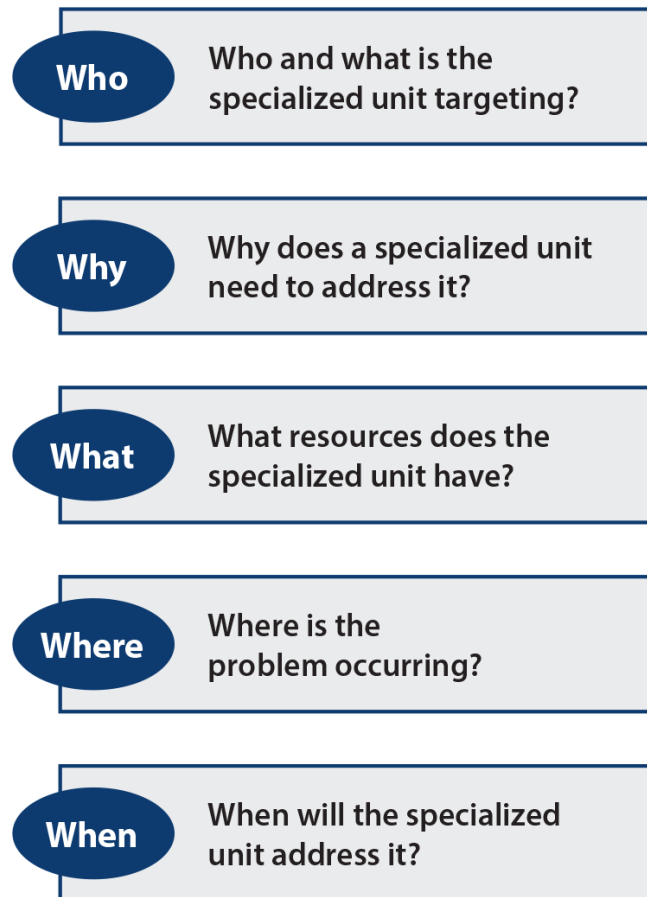 Who
Who and what is the
specialized unit targeting?
Why
Why does a specialized unit
need to address it?
What
What resources does the
specialized unit have?
Where
Where is the
problem occurring?
When
When will the specialized
unit address it?